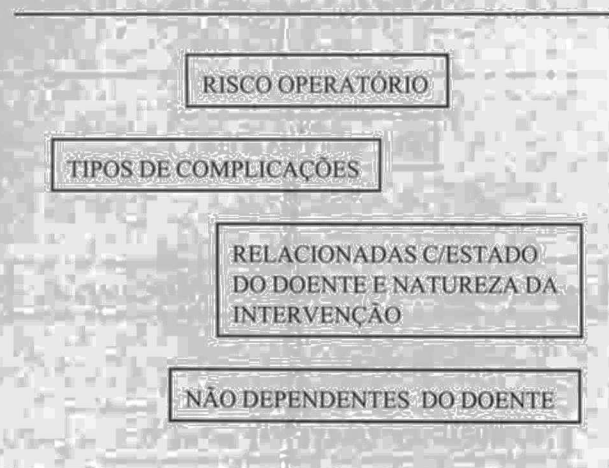 RISCO OPERATÓRIO
TIPOS DE COMPLICAÇÕES
RELACIONADAS C/ESTADO
DO DOENTE E NATUREZA DA
INTERVENÇÃO
NÃO DEPENDENTES DO DOENTE